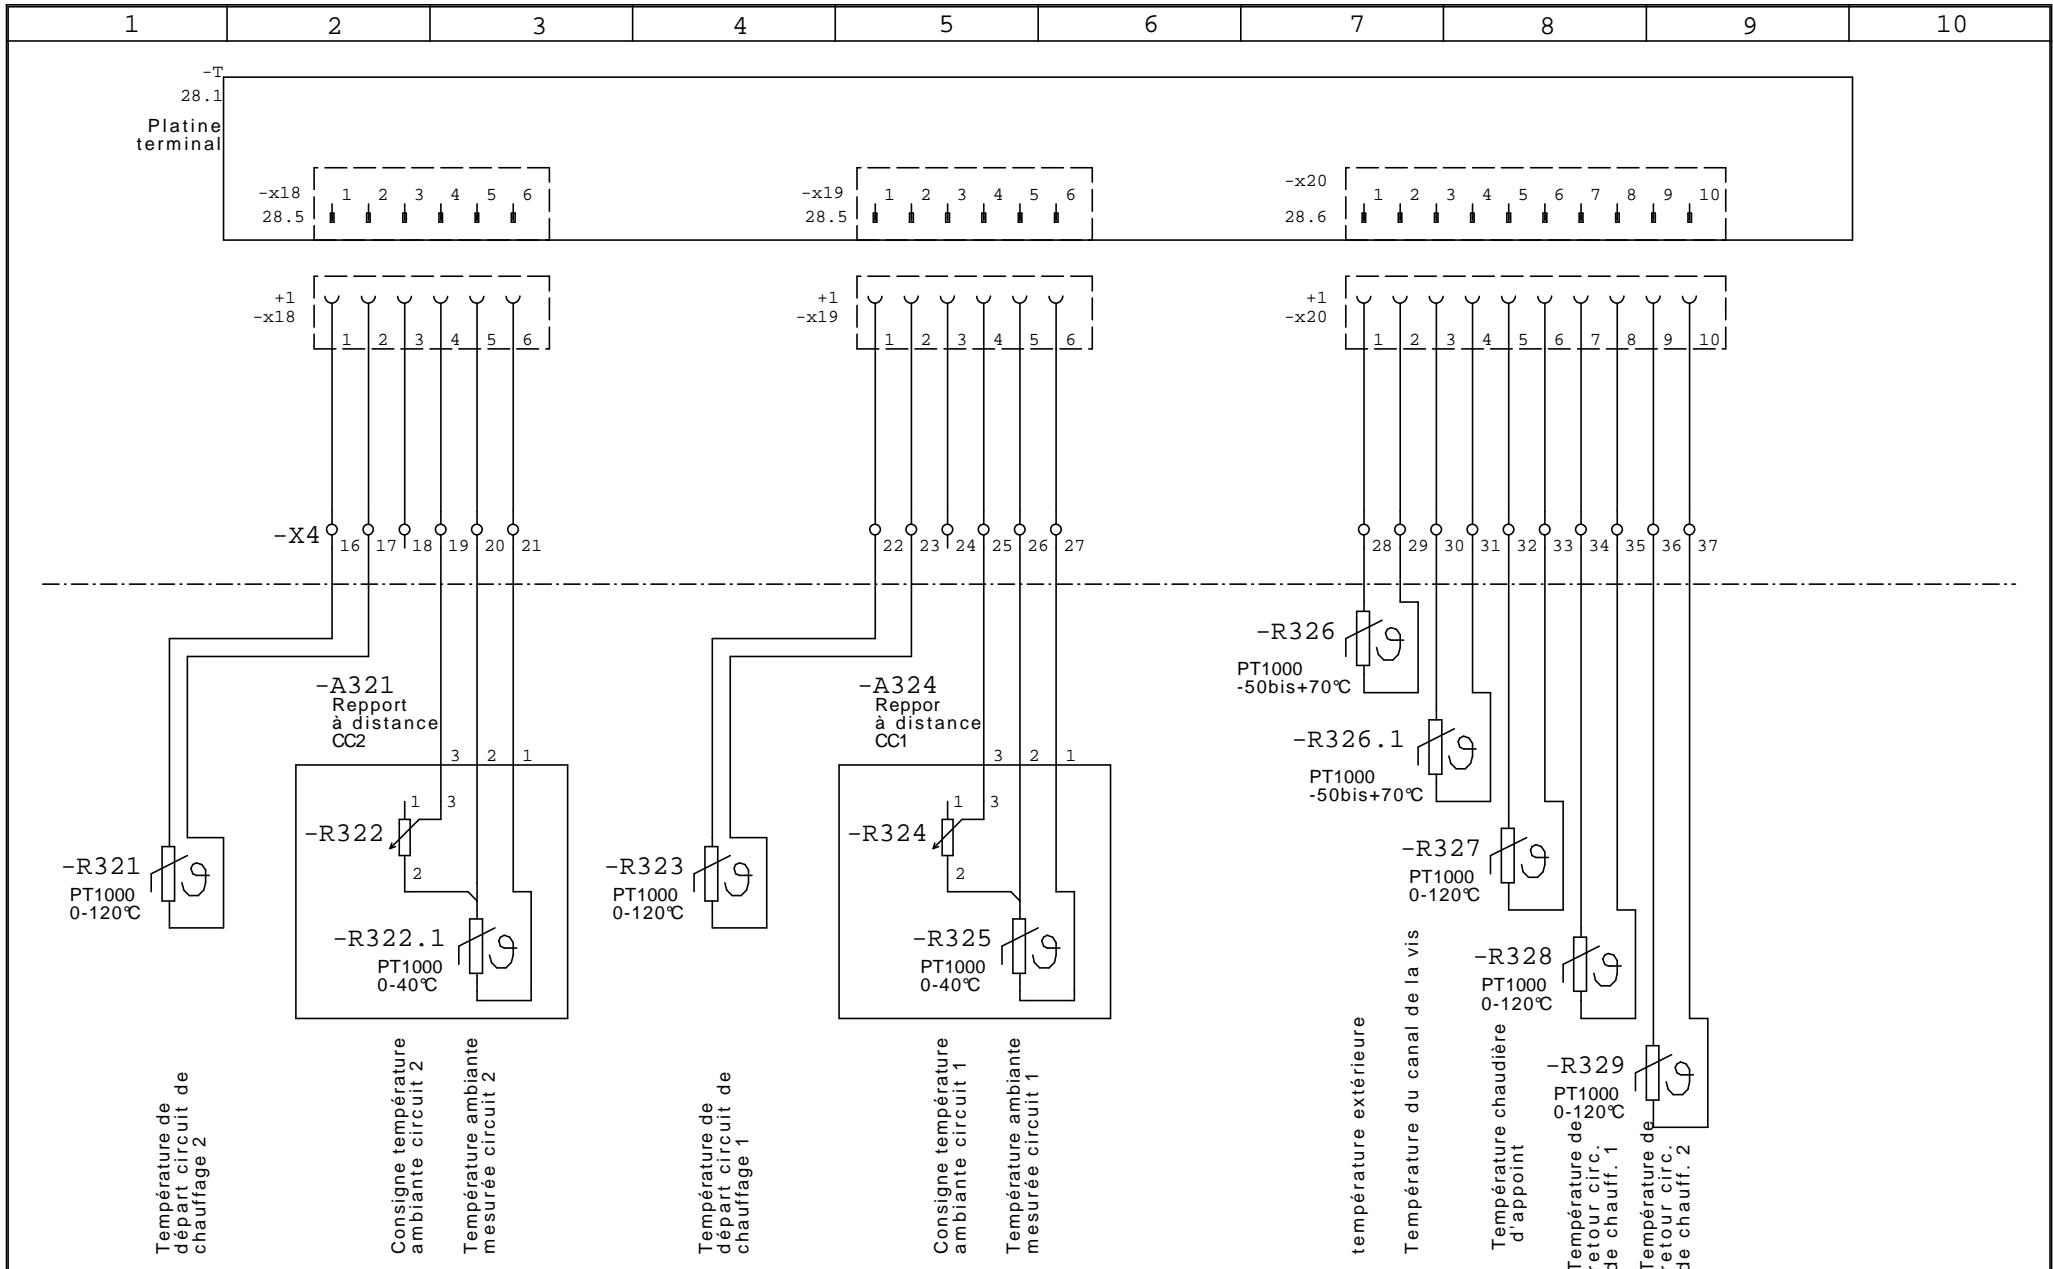 1 2 3 4 5 6 7 8 9 10
-T
28.1
Platine
terminal
-x18 1 2 3 4 5 6
28.5
-x19 1 2 3 4 5 6
28.5
-x20 1 2 3 4 5 6 7 8 9 10
28.6
+1
-x18
1 2 3 4 5 6
+1
-x19
1 2 3 4 5 6
+1
-x20
1 2 3 4 5 6 7 8 9 10
-X4 16 17 18 19 20 21 22 23 24 25 26 27 28 29 30 31 32 33 34 35 36 37
-A321
Repport
à distance
CC2
3 2 1
1 3
-R322
2
-R321
PT1000
0-120°C
-R322.1
PT1000
0-40°C
-A324
Reppor
à distance
CC1
3 2 1
1 3
-R324
2
-R323
PT1000
0-120°C
-R325
PT1000
0-40°C
-R326
PT1000
-50bis+70°C
-R326.1
PT1000
-50bis+70°C
-R327
PT1000
0-120°C
-R328
PT1000
0-120°C
-R329
PT1000
0-120°C
Température de
départ circuit de
chauffage 2
Consigne température
ambiante circuit 2
Température ambiante
mesurée circuit 2
Température de
départ circuit de
chauffage 1
Consigne température
ambiante circuit 1
Température ambiante
mesurée circuit 1
température extérieure
Température du canal de la vis
Température chaudière
d'appoint
Température de
retour circ.
de chauff. 1
Température de
retour circ.
de chauff. 2